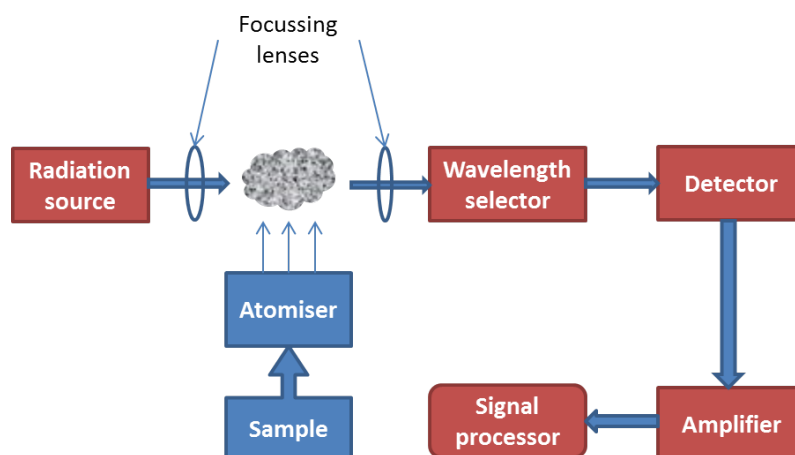 Focussing
lenses
Radiation
source
Wavelength
selector
Detector
Atomiser
Sample
Signal
processor
Amplifier